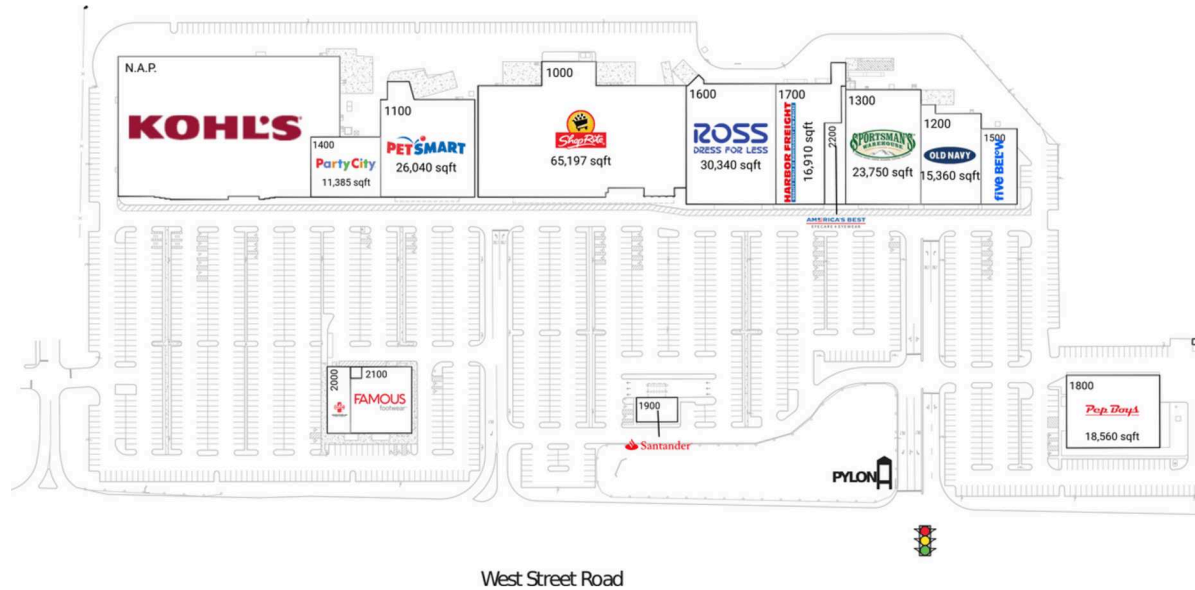 N.A.P.
KOHL'S
1400
Party City
11,385 sqft
1100
PETSMART
26,040 sqft
1000
ShopRite
65,197 sqft
1600
ROSS
DRESS FOR LESS
30,340 sqft
1700
HARBOR FREIGHT
16,910 sqft
2200
AMERICA'S BEST
1300
SPORTSMAN'S
WAREHOUSE
23,750 sqft
1200
OLD NAVY
15,360 sqft
1500
five BELOW
2000
2100
FAMOUS
footwear
1900
Santander
1800
Pep Boys
18,560 sqft
PYLON
West Street Road